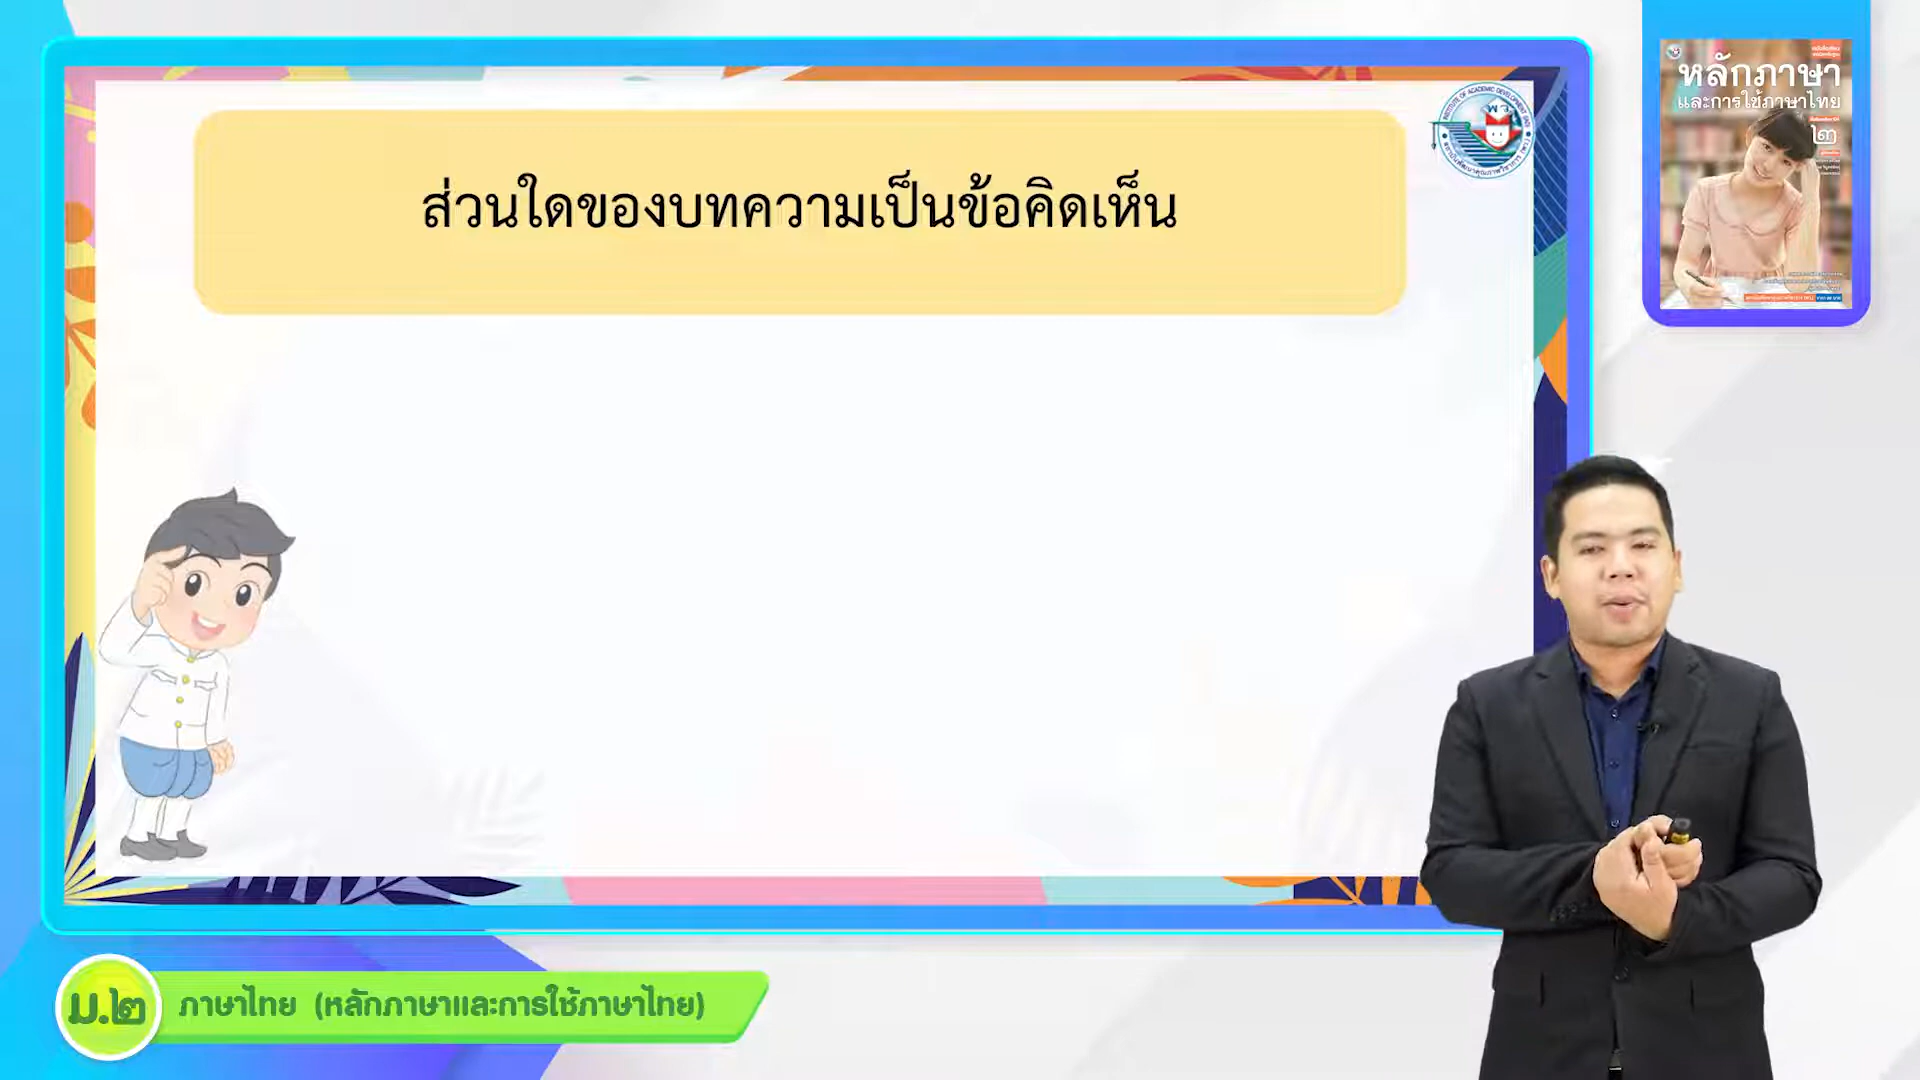 ส่วนใดของบทความเป็นข้อคิดเห็น
หลักภาษา
และการใช้ภาษาไทย
๒
ม.๒
ภาษาไทย (หลักภาษาและการใช้ภาษาไทย)